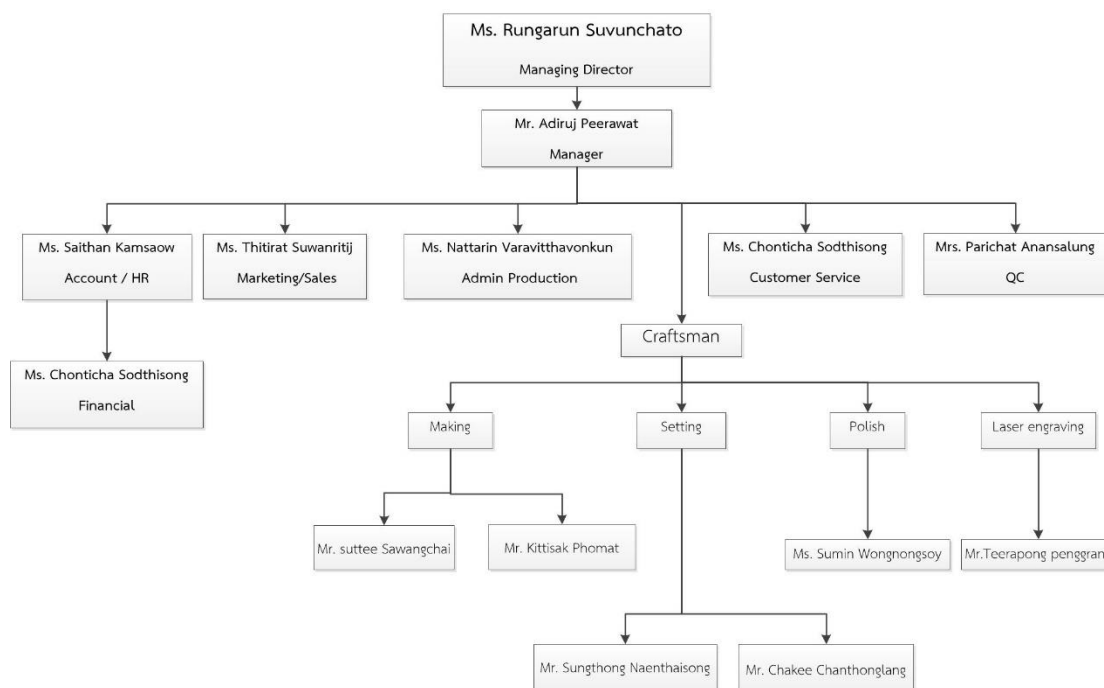 Ms. Rungarun Suvunchato
Managing Director
Mr. Adiruj Peerawat
Manager
Ms. Saithan Kamsaow
Account / HR
Ms. Thitirat Suwanritij
Marketing/Sales
Ms. Nattarin Varavitthavonkun
Admin Production
Ms. Chonticha Sodthisong
Customer Service
Mrs. Parichat Anansalung
QC
Craftsman
Ms. Chonticha Sodthisong
Financial
Making
Setting
Polish
Laser engraving
Mr. suttee Sawangchai
Mr. Kittisak Phomat
Ms. Sumin Wongnongsoy
Mr.Teerapong penggran
Mr. Sungthong Naenthaisong
Mr. Chakee Chanthonglang